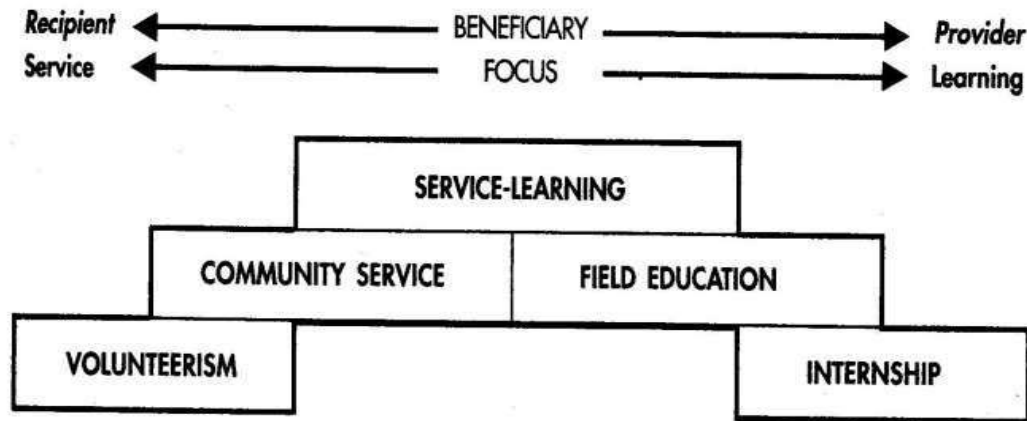 Recipient BENEFICIARY Provider
Service FOCUS Learning
SERVICE-LEARNING
COMMUNITY SERVICE FIELD EDUCATION
VOLUNTEERISM INTERNSHIP